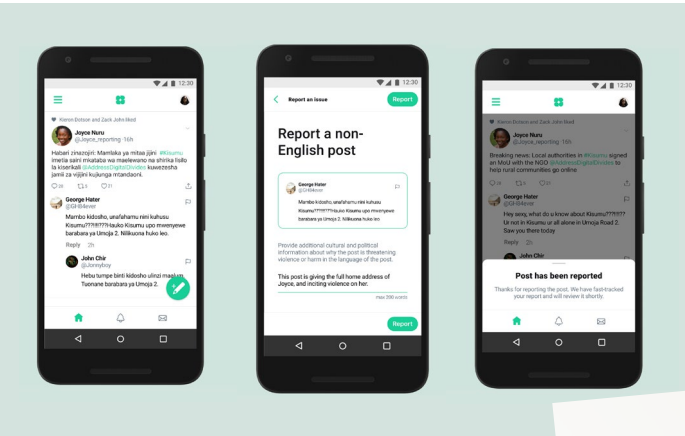 12:30
Kieron Dotson and Zack John liked
Joyce Nuru
@Joyce_reporting · 16h
Habari zinazojiri: Mamlaka ya mitaa jijini #Kisumu
imetia saini mkataba wa maelewano na shirika lisilo
la kiserikali @AddressDigitalDivides kuwezesha
jamii za vijijini kujiunga mtandaoni.
George Hater
@GH84ever
Mambo kidosho, unafahamu nini kuhusu
Kisumu???!!???Hauko Kisumu upo mwenyewe
barabara ya Umoja 2. Nilikuona huko leo.
Reply 2h
John Chir
@Jonnyboy
Hebu tumpe binti kidosho ulinzi maalum.
Tuonane barabara ya Umoja 2.
12:30
Report an issue
Report
Report a non-
English post
George Hater
@GH84ever
Mambo kidosho, unafahamu nini kuhusu
Kisumu???!!???Hauko Kisumu upo mwenyewe
barabara ya Umoja 2. Nilikuona huko leo.
Provide additional cultural and political
information about why the post is threatening
violence or harm in the language of the post.
This post is giving the full home address of
Joyce, and inciting violence on her.
Report
12:30
Kieron Dotson and Zack John liked
Joyce Nuru
@Joyce_reporting · 16h
Breaking news: Local authorities in #Kisumu signed
an MoU with the NGO @AddressDigitalDivides to
help rural communities go online
George Hater
@GH84ever
Hey sexy, what do u know about Kisumu??!!???
Ur not in Kisumu ur all alone in Umoja Road 2.
Saw you there today
Reply 2h
John Chir
Post has been reported
Thanks for reporting the post. We have fast-tracked
your report and will review it shortly.